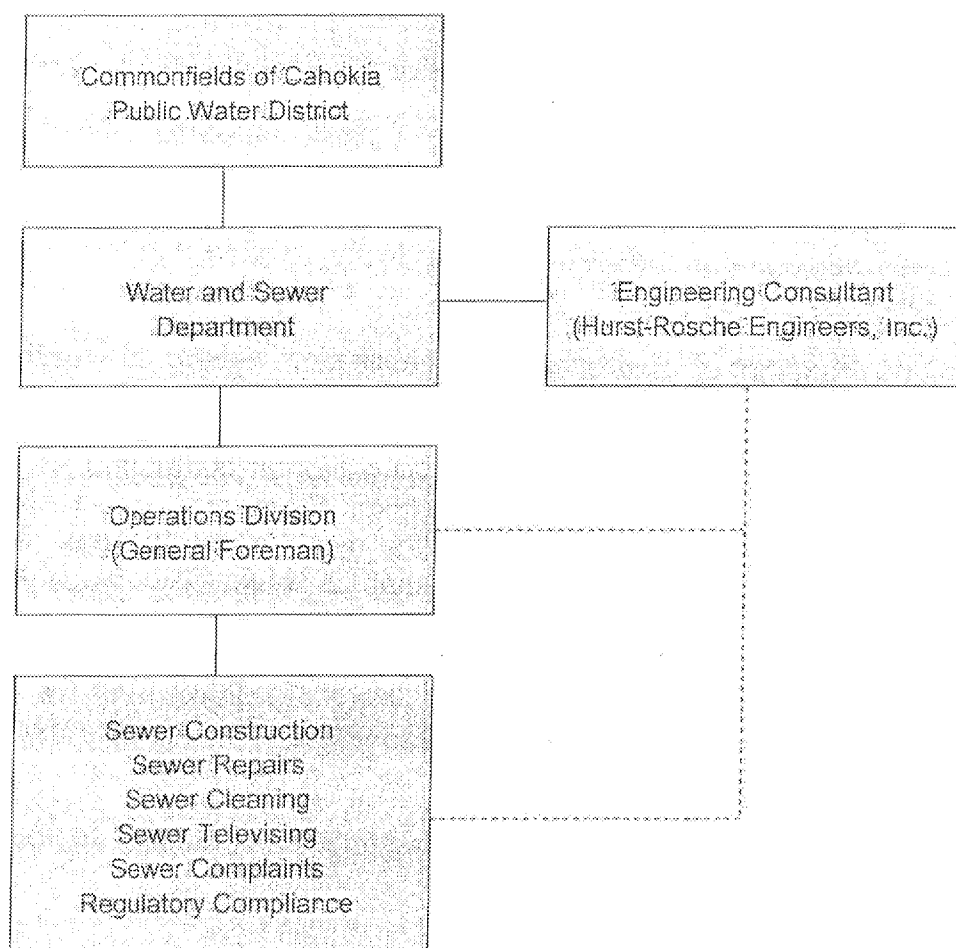 Commonfields of Cahokia
Public Water District
Water and Sewer
Department
Engineering Consultant
(Hurst-Rosche Engineers, Inc.)
Operations Division
(General Foreman)
Sewer Construction
Sewer Repairs
Sewer Cleaning
Sewer Televising
Sewer Complaints
Regulatory Compliance